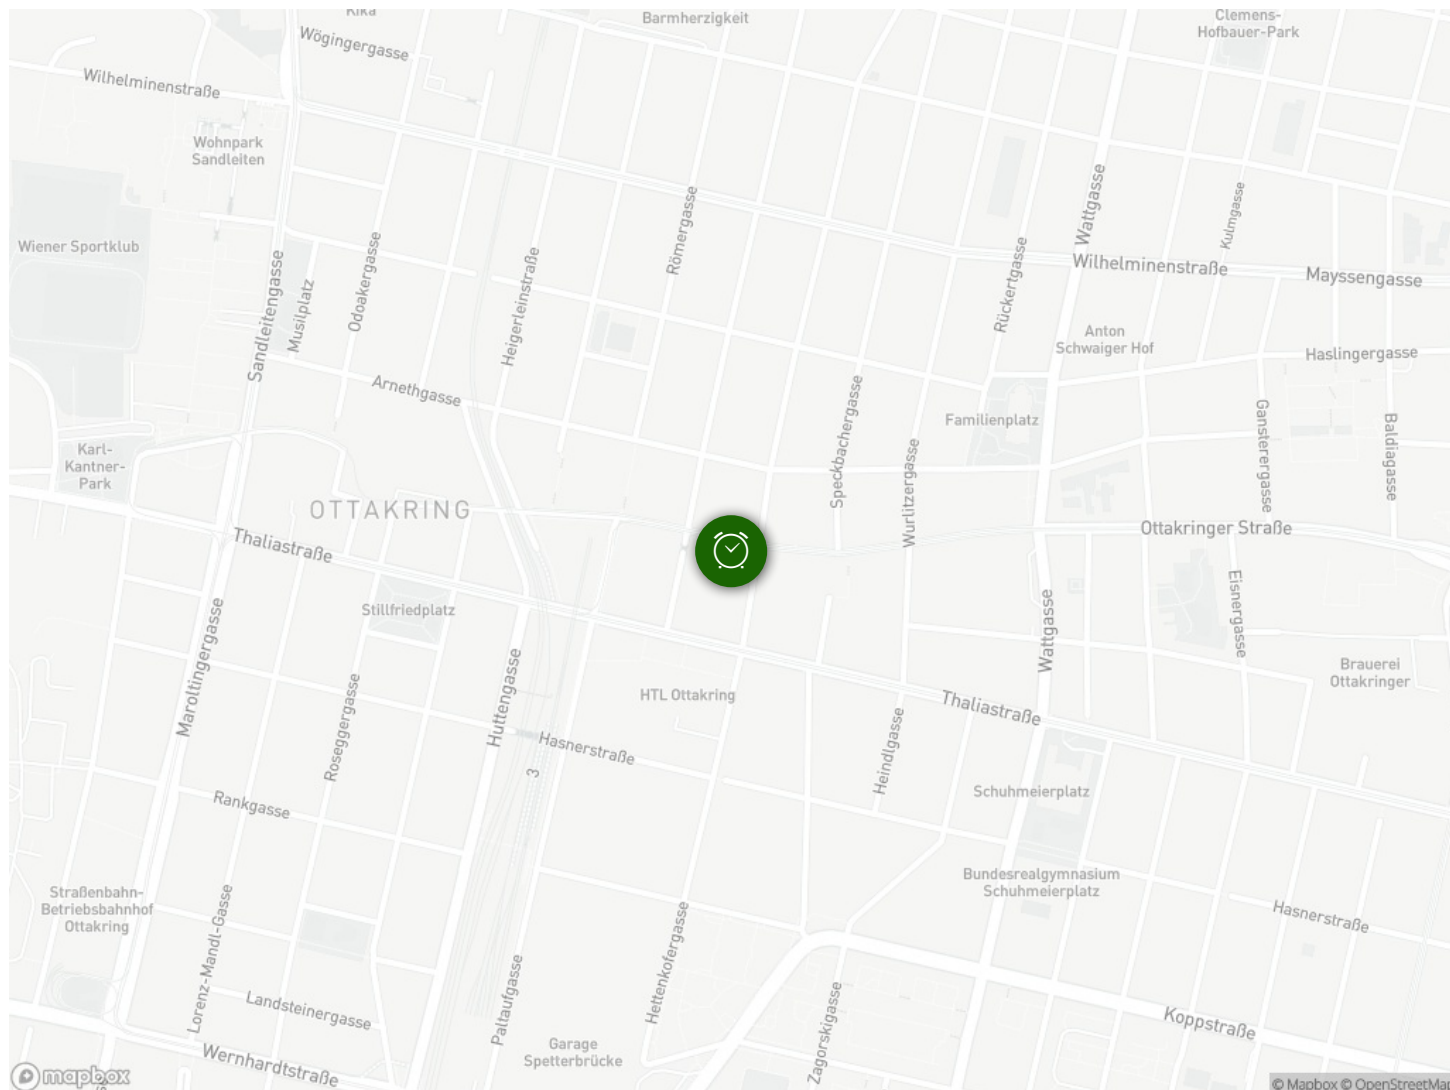 Kika
Barmherzigkeit
Clemens-
Hofbauer-Park
Wögingergasse
Wilhelminenstraße
Wohnpark
Sandleiten
Wattgasse
Kulmgasse
Römergasse
Wiener Sportklub
Odoakergasse
Heigerleinstraße
Rückertgasse
Wilhelminenstraße
Mayssengasse
Sandleitengasse
Musilplatz
Anton
Schwaiger Hof
Haslingergasse
Arnethgasse
Speckbachergasse
Familienplatz
Gansterergasse
Baldiagasse
Karl-
Kantner-
Park
Wurlitzergasse
OTTAKRING
Thaliastraße
Ottakringer Straße
Stillfriedplatz
Eisnergasse
Wattgasse
Maroltingergasse
Huttengasse
HTL Ottakring
Brauerei
Ottakringer
Thaliastraße
Roseggergasse
Hasnerstraße
3
Heindlgasse
Rankgasse
Schuhmeierplatz
Straßenbahn-
Betriebsbahnhof
Ottakring
Bundesrealgymnasium
Schuhmeierplatz
Hasnerstraße
Lorenz-Mandl-Gasse
Hettenkofergasse
Paltaufgasse
Landsteinergasse
Zagorskigasse
Koppstraße
Garage
Spetterbrücke
Wernhardtstraße
mapbox
© Mapbox © OpenStreetMap